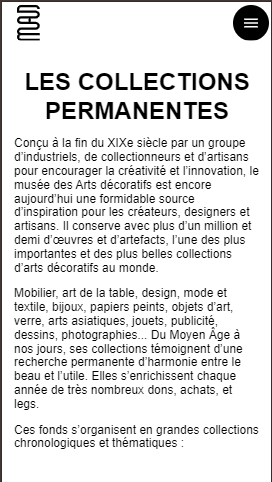 LES COLLECTIONS
PERMANENTES
Conçu à la fin du XIXe siècle par un groupe
d’industriels, de collectionneurs et d’artisans
pour encourager la créativité et l’innovation, le
musée des Arts décoratifs est encore
aujourd’hui une formidable source
d’inspiration pour les créateurs, designers et
artisans. Il conserve avec plus d’un million et
demi d’œuvres et d’artefacts, l’une des plus
importantes et des plus belles collections
d’arts décoratifs au monde.
Mobilier, art de la table, design, mode et
textile, bijoux, papiers peints, objets d’art,
verre, arts asiatiques, jouets, publicité,
dessins, photographies... Du Moyen Âge à
nos jours, ses collections témoignent d’une
recherche permanente d’harmonie entre le
beau et l’utile. Elles s’enrichissent chaque
année de très nombreux dons, achats, et
legs.
Ces fonds s’organisent en grandes collections
chronologiques et thématiques :